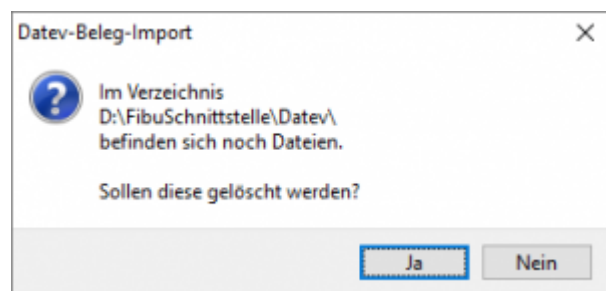 Datev-Beleg-Import
Im Verzeichnis
D:\FibuSchnittstelle\Datev\
befinden sich noch Dateien.
Sollen diese gelöscht werden?
Ja Nein